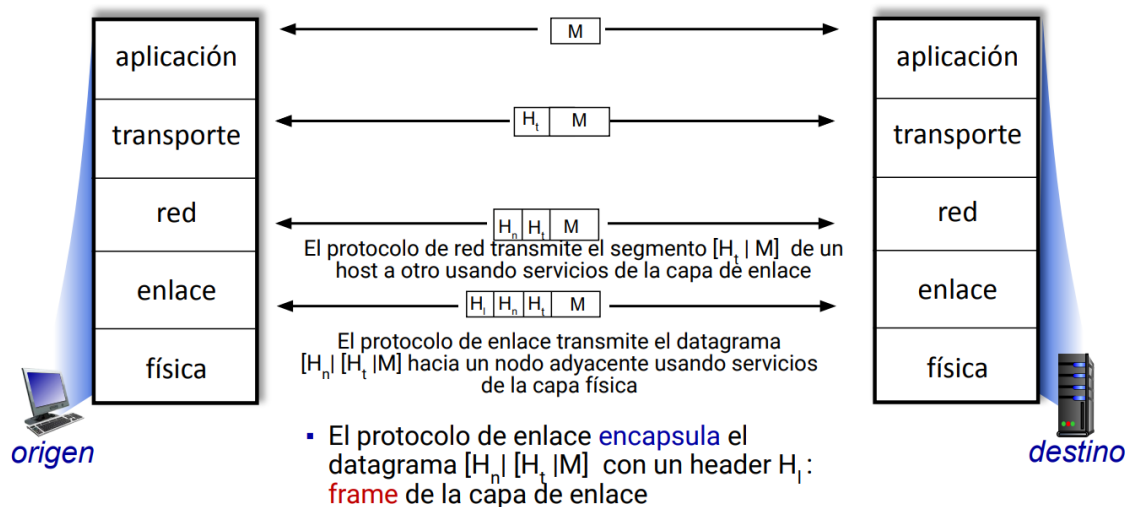 aplicación
M
aplicación
transporte
Hₜ M
transporte
red
Hₙ Hₜ M
red
El protocolo de red transmite el segmento [Hₜ | M] de un
host a otro usando servicios de la capa de enlace
enlace
Hₗ Hₙ Hₜ M
enlace
El protocolo de enlace transmite el datagrama
[Hₙ| [Hₜ |M] hacia un nodo adyacente usando servicios
de la capa física
física
física
origen
destino
▪ El protocolo de enlace encapsula el
datagrama [Hₙ| [Hₜ |M] con un header Hₗ :
frame de la capa de enlace